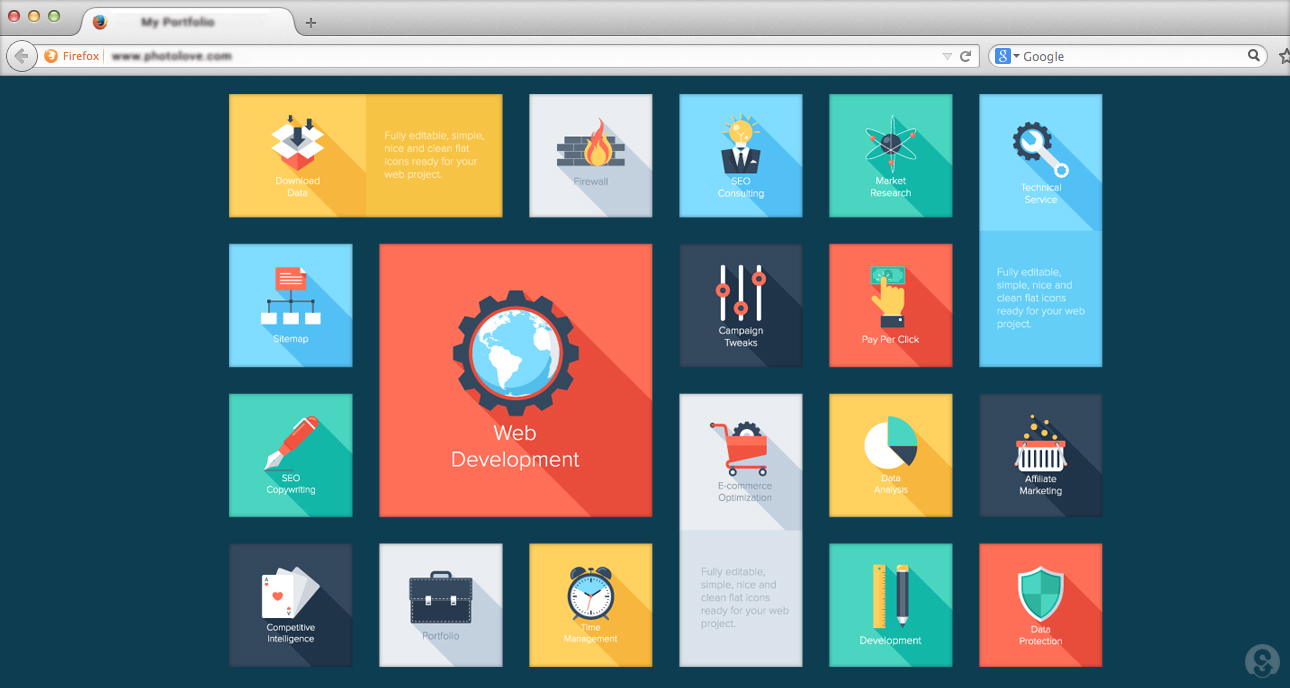 My Portfolio
Firefox
www.photolove.com
Google
Download
Data
Fully editable, simple,
nice and clean flat
icons ready for your
web project.
Firewall
SEO
Consulting
Market
Research
Technical
Service
Fully editable,
simple, nice and
clean flat icons
ready for your web
project.
Sitemap
Web
Development
Campaign
Tweaks
Pay Per Click
SEO
Copywriting
E-commerce
Optimization
Data
Analysis
Affiliate
Marketing
Competitive
Intelligence
Portfolio
Time
Management
Fully editable,
simple, nice and
clean flat icons
ready for your web
project.
Development
Data
Protection